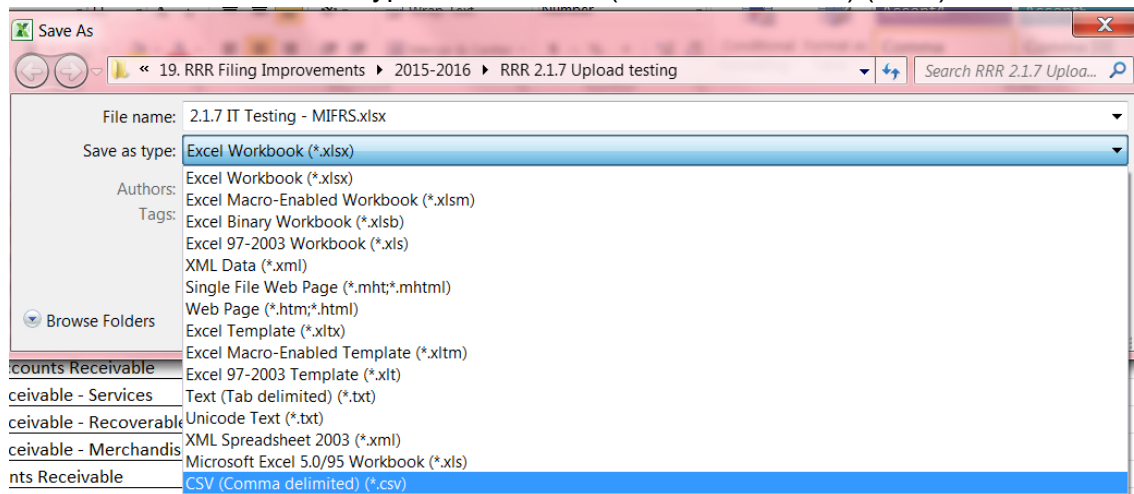 Save As
« 19. RRR Filing Improvements ▸ 2015-2016 ▸ RRR 2.1.7 Upload testing
Search RRR 2.1.7 Uploa...
File name: 2.1.7 IT Testing - MIFRS.xlsx
Save as type: Excel Workbook (*.xlsx)
Authors:
Tags:
Excel Workbook (*.xlsx)
Excel Macro-Enabled Workbook (*.xlsm)
Excel Binary Workbook (*.xlsb)
Excel 97-2003 Workbook (*.xls)
XML Data (*.xml)
Single File Web Page (*.mht;*.mhtml)
Web Page (*.htm;*.html)
Excel Template (*.xltx)
Excel Macro-Enabled Template (*.xltm)
Excel 97-2003 Template (*.xlt)
Text (Tab delimited) (*.txt)
Unicode Text (*.txt)
XML Spreadsheet 2003 (*.xml)
Microsoft Excel 5.0/95 Workbook (*.xls)
CSV (Comma delimited) (*.csv)
Browse Folders
ccounts Receivable
ceivable - Services
ceivable - Recoverable
ceivable - Merchandis
nts Receivable